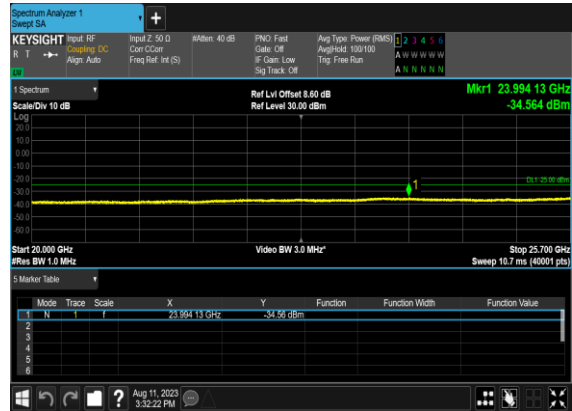 Spectrum Analyzer 1
Swept SA
+
KEYSIGHT Input: RF Input Z: 50 Ω #Atten: 40 dB PNO: Fast Avg Type: Power (RMS) 1 2 3 4 5 6
R T Coupling: DC Corr CCorr Gate: Off Avg|Hold: 100/100 A W W W W W
Align: Auto Freq Ref: Int (S) IF Gain: Low Trig: Free Run
LW Sig Track: Off A N N N N N
1 Spectrum Ref Lvl Offset 8.60 dB Mkr1 23.994 13 GHz
Scale/Div 10 dB Ref Level 30.00 dBm -34.564 dBm
Log
20.0
10.0
0.00
-10.0
-20.0
1
DL1 -25.00 dBm
-30.0
-40.0
-50.0
-60.0
Start 20.000 GHz Video BW 3.0 MHz* Stop 25.700 GHz
#Res BW 1.0 MHz Sweep 10.7 ms (40001 pts)
5 Marker Table
Mode Trace Scale X Y Function Function Width Function Value
1 N 1 f 23.994 13 GHz -34.56 dBm
2
3
4
5
6
? Aug 11, 2023
3:32:22 PM